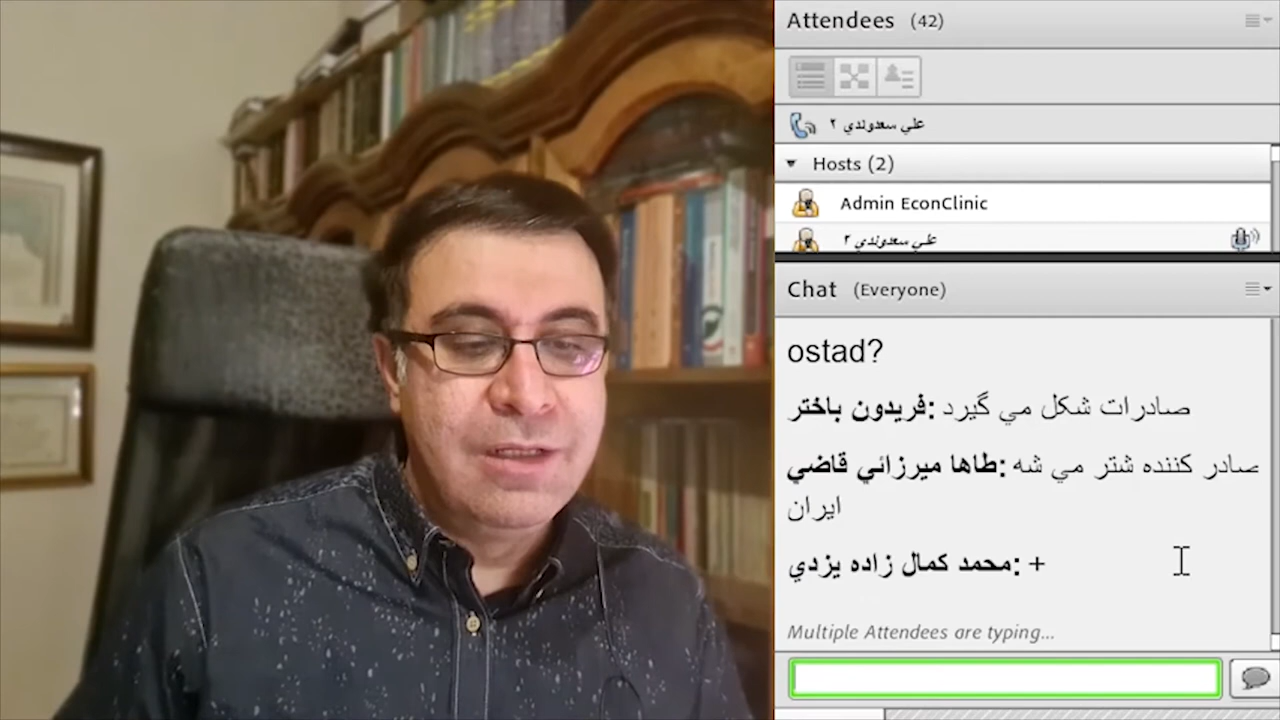 Attendees (42)
علي سعدوندي ٢
Hosts (2)
Admin EconClinic
علي سعدوندي ٢
Chat (Everyone)
ostad?
فريدون باختر: صادرات شكل مي گيرد
طاها ميرزائي قاضي: صادر كننده شتر مي شه
ايران
محمد كمال زاده يزدي: +
Multiple Attendees are typing...